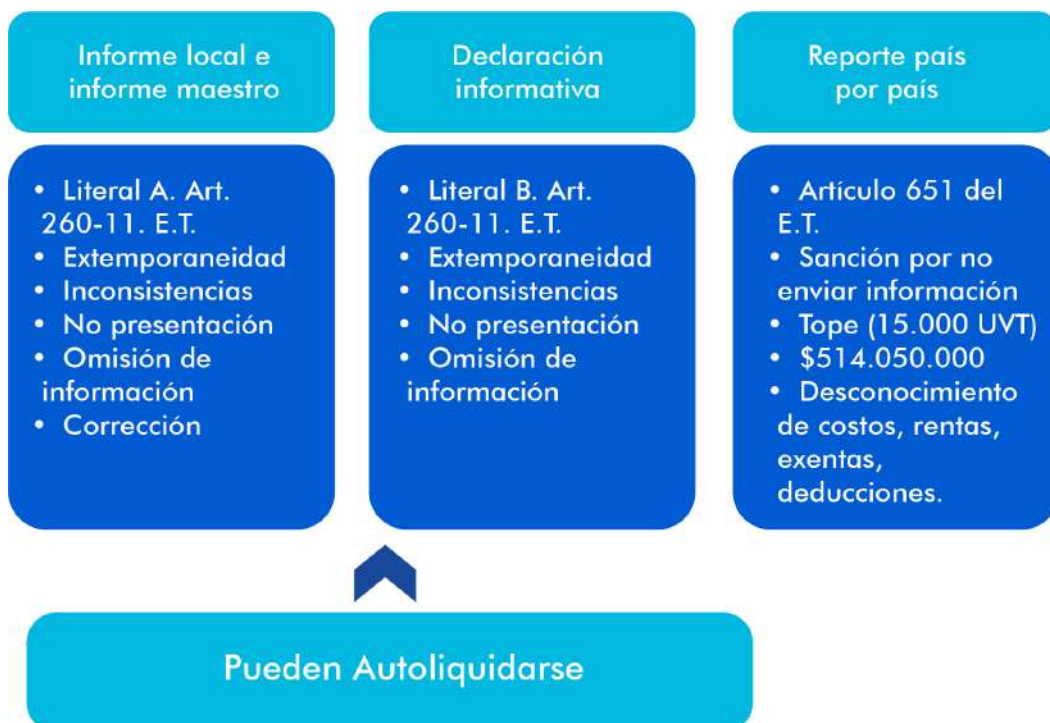 Informe local e
informe maestro
• Literal A. Art.
260-11. E.T.
• Extemporaneidad
• Inconsistencias
• No presentación
• Omisión de
información
• Corrección
Declaración
informativa
• Literal B. Art.
260-11. E.T.
• Extemporaneidad
• Inconsistencias
• No presentación
• Omisión de
información
Reporte país
por país
• Artículo 651 del
E.T.
• Sanción por no
enviar información
• Tope (15.000 UVT)
• $514.050.000
• Desconocimiento
de costos, rentas,
exentas,
deducciones.
Pueden Autoliquidarse